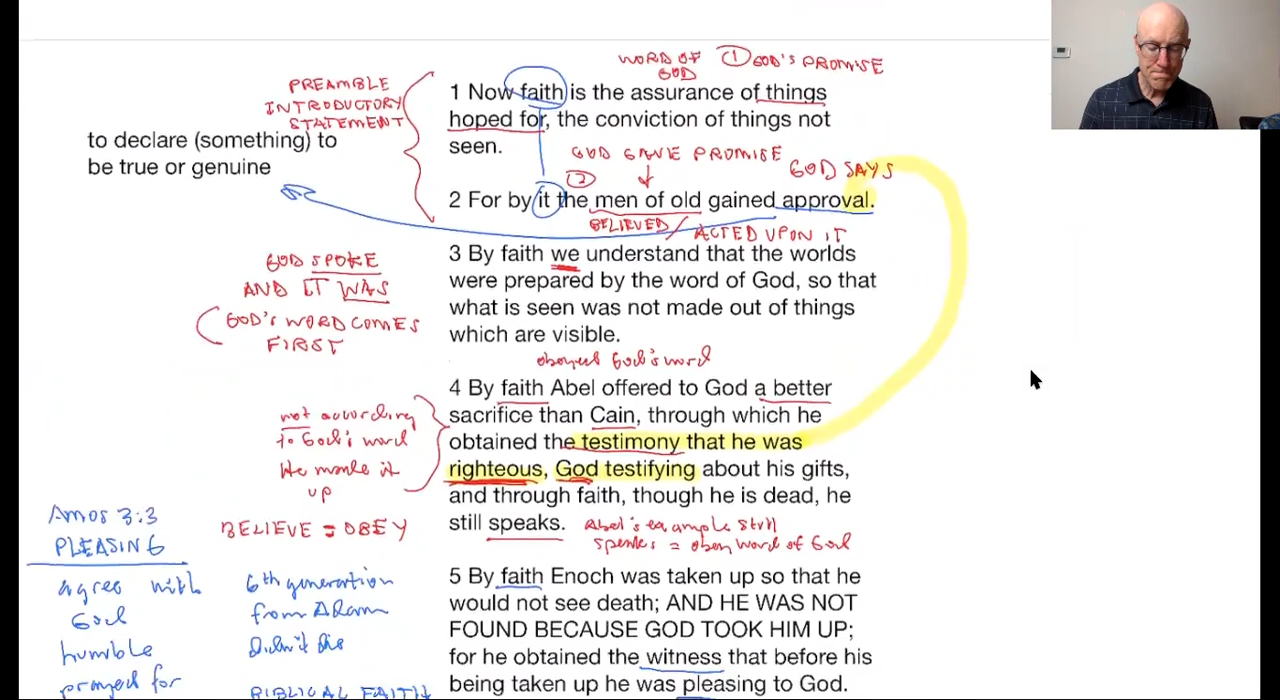 WORD OF GOD
① GOD'S PROMISE
PREAMBLE
INTRODUCTORY
STATEMENT
to declare (something) to
be true or genuine
1 Now faith is the assurance of things
hoped for, the conviction of things not
seen.
GOD GAVE PROMISE
②
GOD SAYS
2 For by it the men of old gained approval.
BELIEVED / ACTED UPON IT
3 By faith we understand that the worlds
were prepared by the word of God, so that
what is seen was not made out of things
which are visible.
GOD SPOKE
AND IT WAS
GOD'S WORD COMES
FIRST
obeyed God's word
4 By faith Abel offered to God a better
sacrifice than Cain, through which he
obtained the testimony that he was
righteous, God testifying about his gifts,
and through faith, though he is dead, he
still speaks.
not according
to God's word
He made it
up
Abel's example still
speaks = obey word of God
BELIEVE = OBEY
Amos 3:3
PLEASING
agree with
God
humble
prayed for
6th generation
from Adam
Didn't die
BIBLICAL FAITH
5 By faith Enoch was taken up so that he
would not see death; AND HE WAS NOT
FOUND BECAUSE GOD TOOK HIM UP;
for he obtained the witness that before his
being taken up he was pleasing to God.